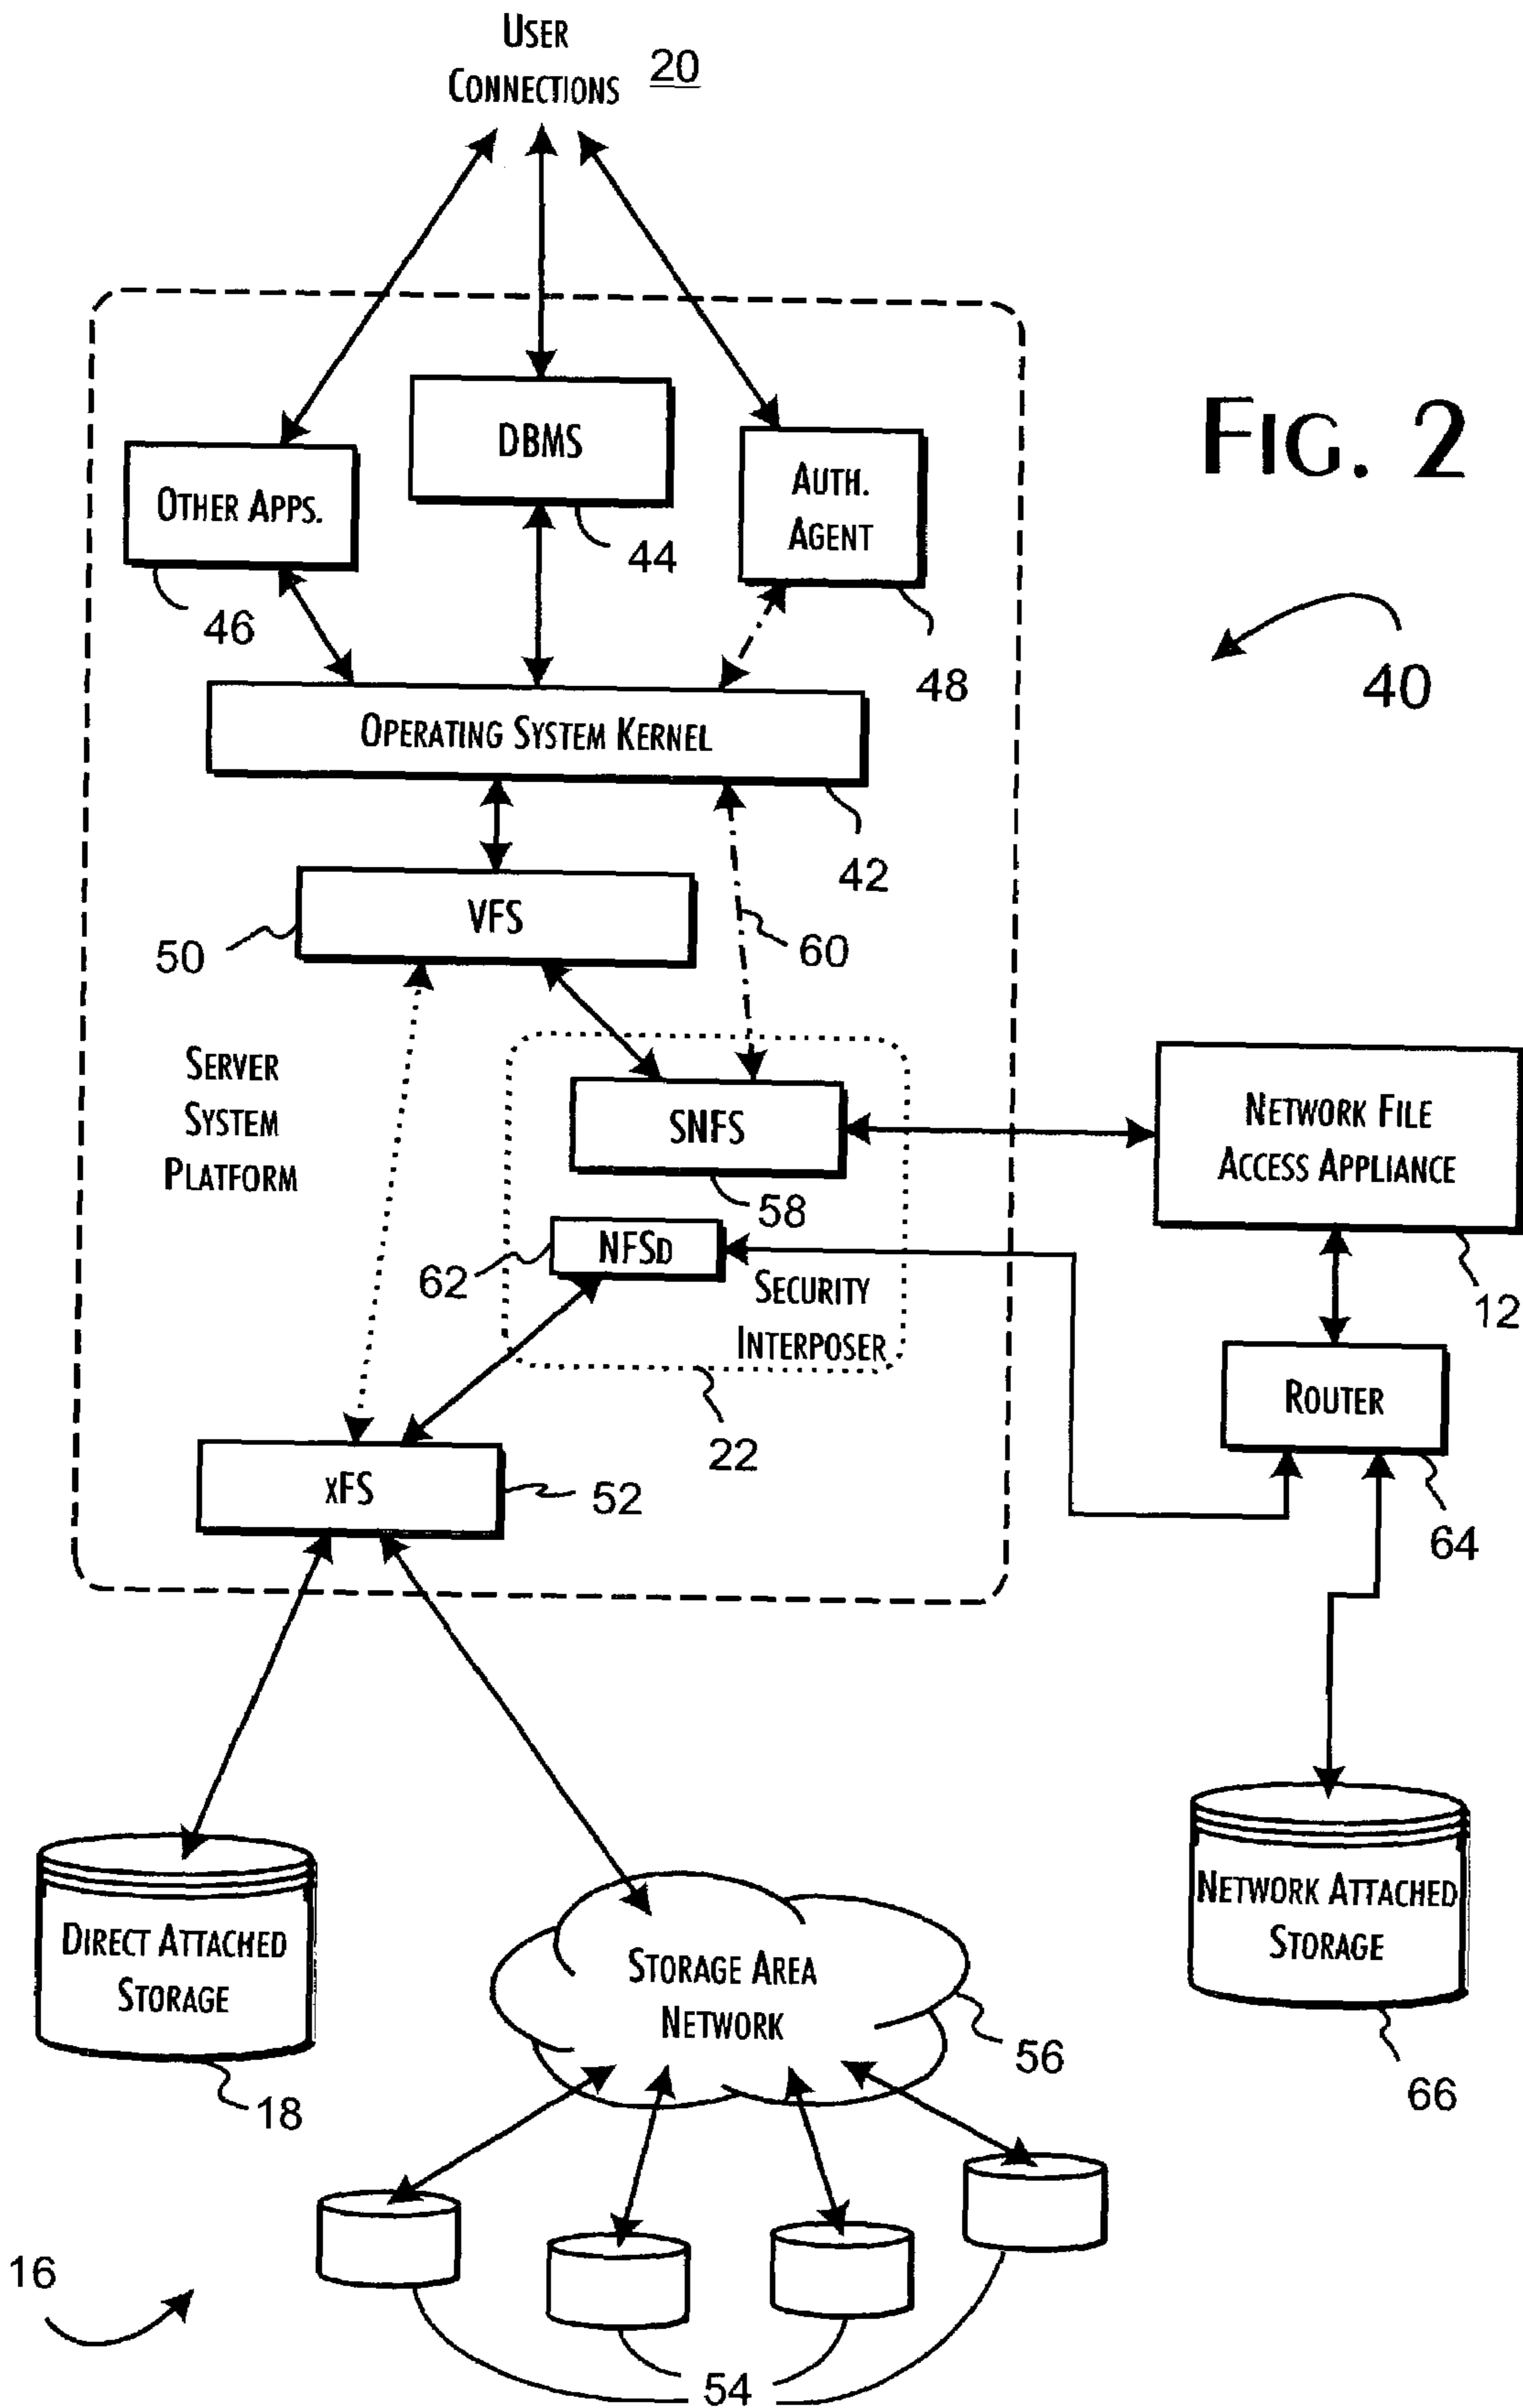 USER
CONNECTIONS
20
FIG. 2
DBMS
44
OTHER APPS.
46
AUTH.
AGENT
48
40
OPERATING SYSTEM KERNEL
42
VFS
50
60
SERVER
SYSTEM
PLATFORM
SNFS
58
NETWORK FILE
ACCESS APPLIANCE
12
NFSD
62
SECURITY
INTERPOSER
22
ROUTER
64
XFS
52
DIRECT ATTACHED
STORAGE
18
STORAGE AREA
NETWORK
56
NETWORK ATTACHED
STORAGE
66
16
54